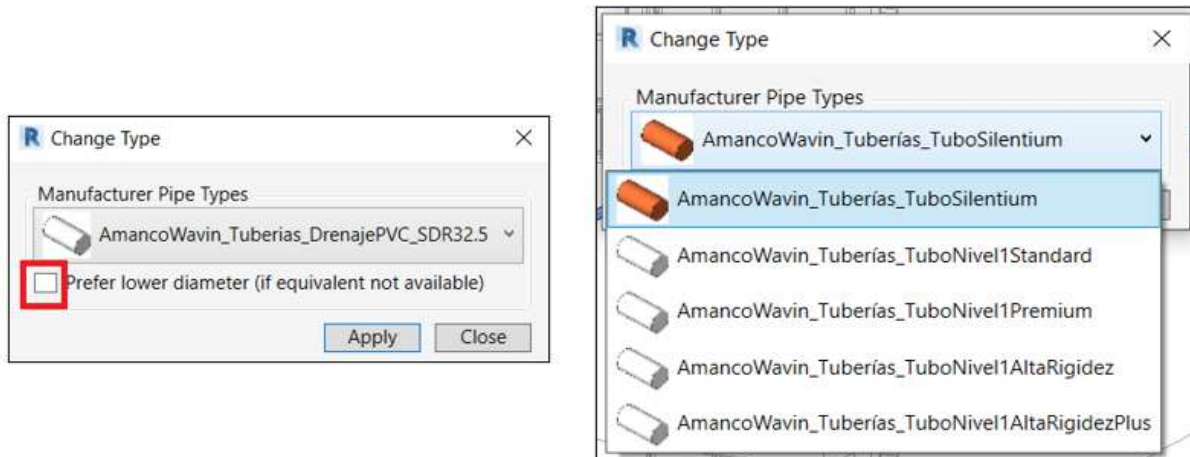 Change Type
Manufacturer Pipe Types
AmancoWavin_Tuberias_DrenajePVC_SDR32.5
Prefer lower diameter (if equivalent not available)
Apply Close
Change Type
Manufacturer Pipe Types
AmancoWavin_Tuberías_TuboSilentium
AmancoWavin_Tuberías_TuboSilentium
AmancoWavin_Tuberías_TuboNivel1Standard
AmancoWavin_Tuberías_TuboNivel1Premium
AmancoWavin_Tuberías_TuboNivel1AltaRigidez
AmancoWavin_Tuberías_TuboNivel1AltaRigidezPlus